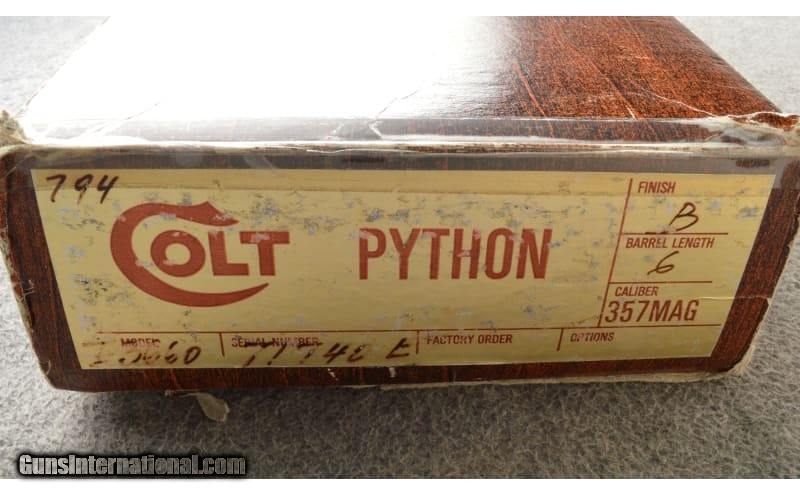 794
COLT
PYTHON
FINISH
B
BARREL LENGTH
6
CALIBER
357MAG
MODEL
SERIAL NUMBER
FACTORY ORDER
OPTIONS
GunsInternational.com